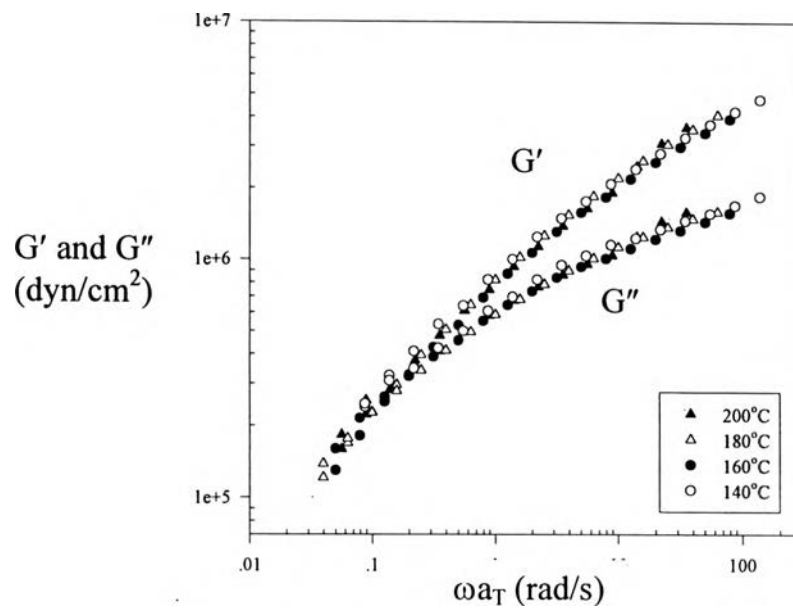 1e+7
G′
G′ and G″
(dyn/cm²)
1e+6
G″
200°C
180°C
160°C
140°C
1e+5
.01
.1
100
ωaT (rad/s)